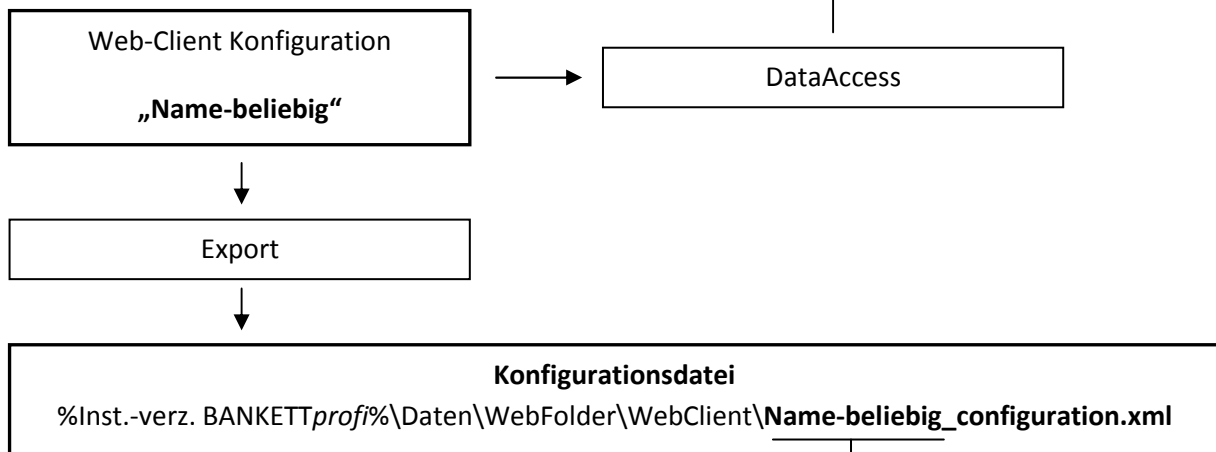 Web-Client Konfiguration
„Name-beliebig“
DataAccess
Export
Konfigurationsdatei
%Inst.-verz. BANKETTprofi%\Daten\WebFolder\WebClient\Name-beliebig_configuration.xml